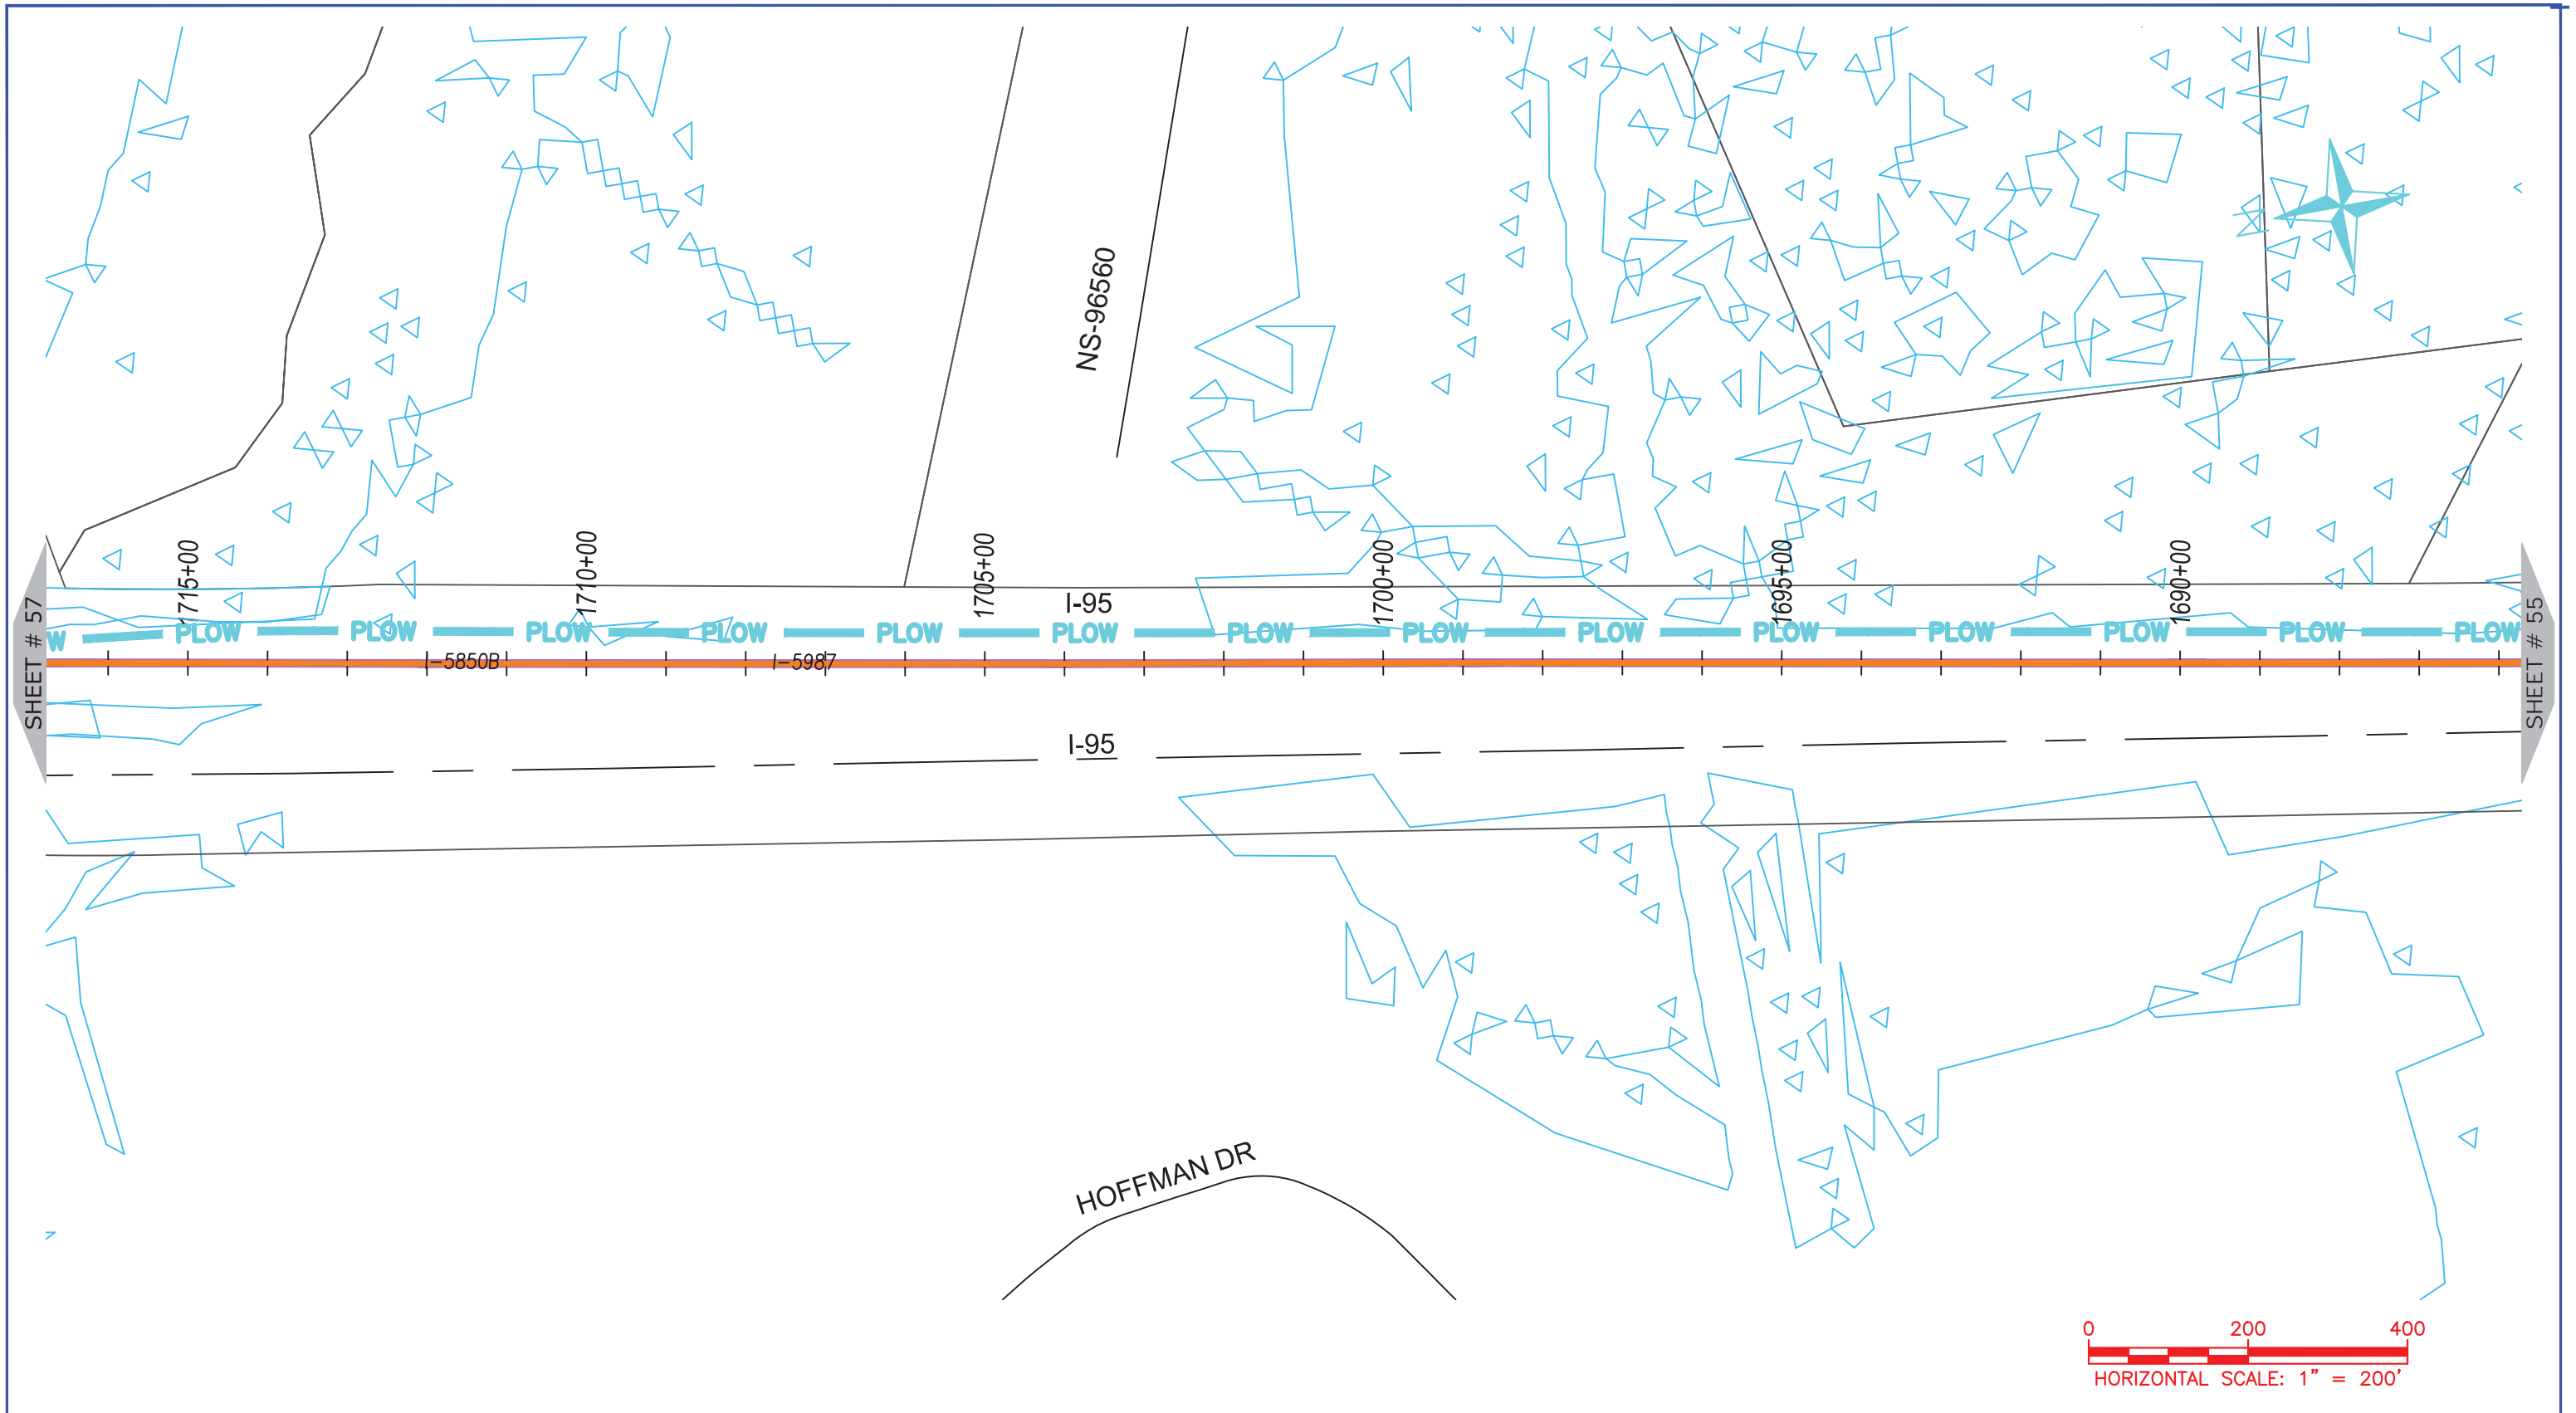 NS-96560
1715+00
1710+00
1705+00
1700+00
1695+00
1690+00
I-95
W PLOW PLOW PLOW PLOW PLOW PLOW PLOW PLOW PLOW PLOW PLOW PLOW PLOW PLOW
I-5850B
I-5987
SHEET # 57
SHEET # 55
I-95
HOFFMAN DR
0 200 400
HORIZONTAL SCALE: 1” = 200’